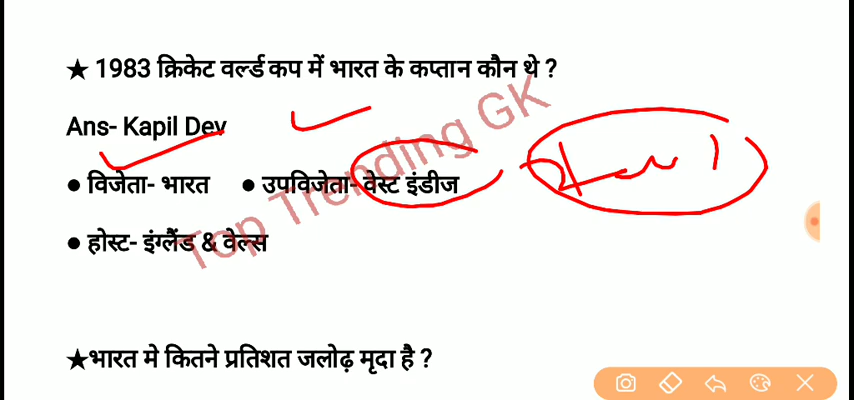 ★ 1983 क्रिकेट वर्ल्ड कप में भारत के कप्तान कौन थे ?
Ans- Kapil Dev
● विजेता- भारत ● उपविजेता- वेस्ट इंडीज
● होस्ट- इंग्लैंड & वेल्स
★भारत मे कितने प्रतिशत जलोढ़ मृदा है ?
Top Trending GK